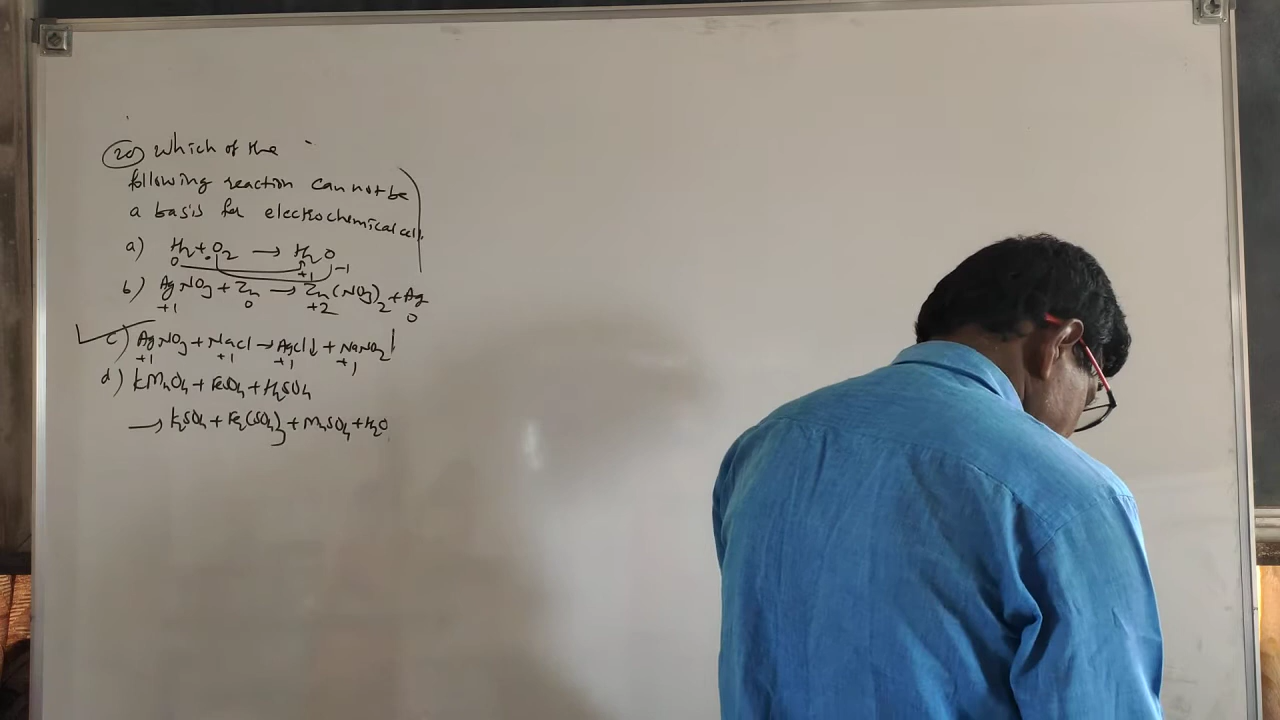 20) Which of the
following reaction can not be
a basis for electrochemical cell.
a) H2 + O2 → H2O
0 +1 -1
b) AgNO3 + Zn → Zn(NO3)2 + Ag
+1 0 +2 0
c) AgNO3 + NaCl → AgCl↓ + NaNO3
+1 +1 +1 +1
d) KMnO4 + FeSO4 + H2SO4
→ K2SO4 + Fe2(SO4)3 + MnSO4 + H2O